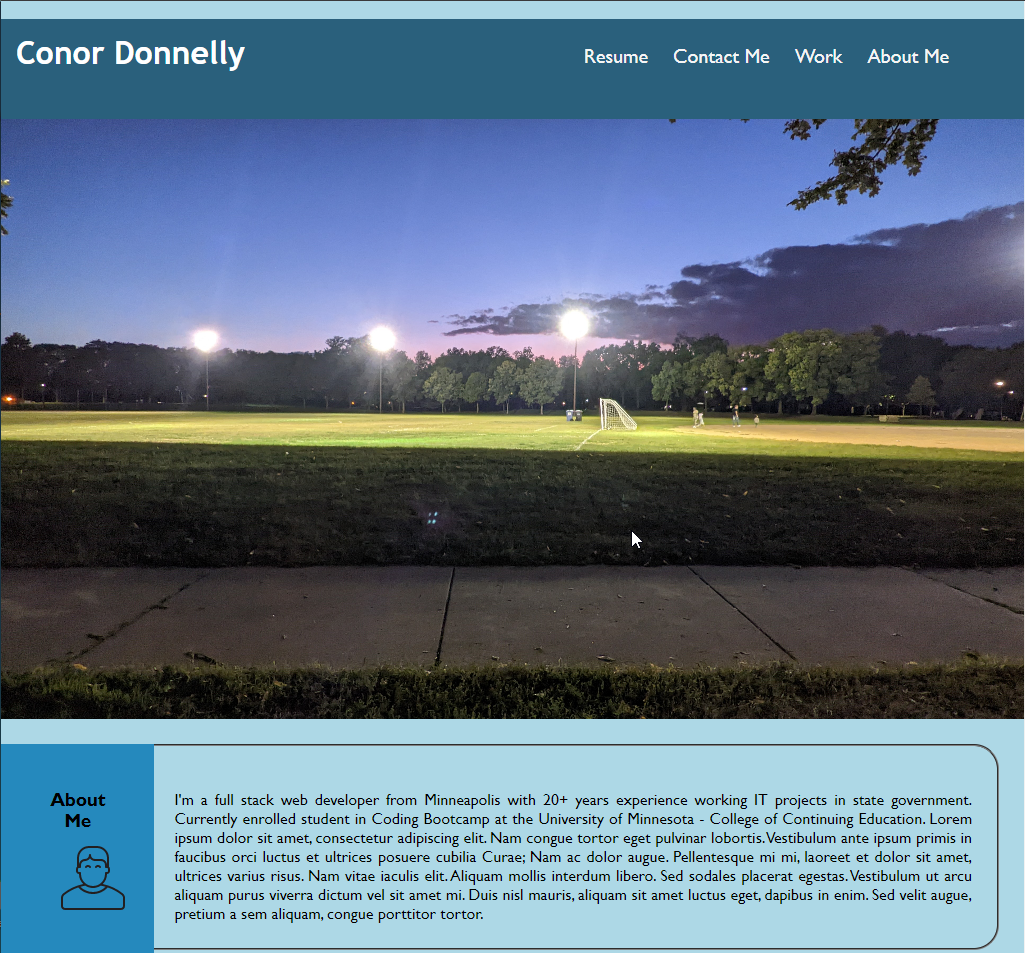 Conor Donnelly
Resume Contact Me Work About Me
About
Me
I'm a full stack web developer from Minneapolis with 20+ years experience working IT projects in state government.
Currently enrolled student in Coding Bootcamp at the University of Minnesota - College of Continuing Education. Lorem
ipsum dolor sit amet, consectetur adipiscing elit. Nam congue tortor eget pulvinar lobortis. Vestibulum ante ipsum primis in
faucibus orci luctus et ultrices posuere cubilia Curae; Nam ac dolor augue. Pellentesque mi mi, laoreet et dolor sit amet,
ultrices varius risus. Nam vitae iaculis elit. Aliquam mollis interdum libero. Sed sodales placerat egestas. Vestibulum ut arcu
aliquam purus viverra dictum vel sit amet mi. Duis nisl mauris, aliquam sit amet luctus eget, dapibus in enim. Sed velit augue,
pretium a sem aliquam, congue porttitor tortor.